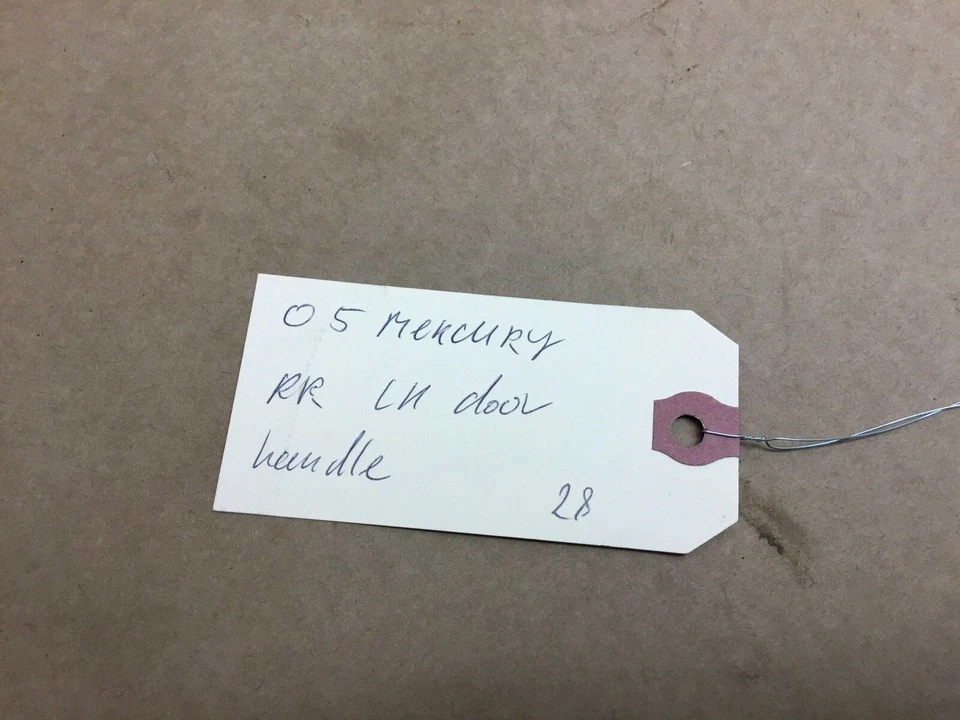 05 MERCURY
RR LH door
handle
28